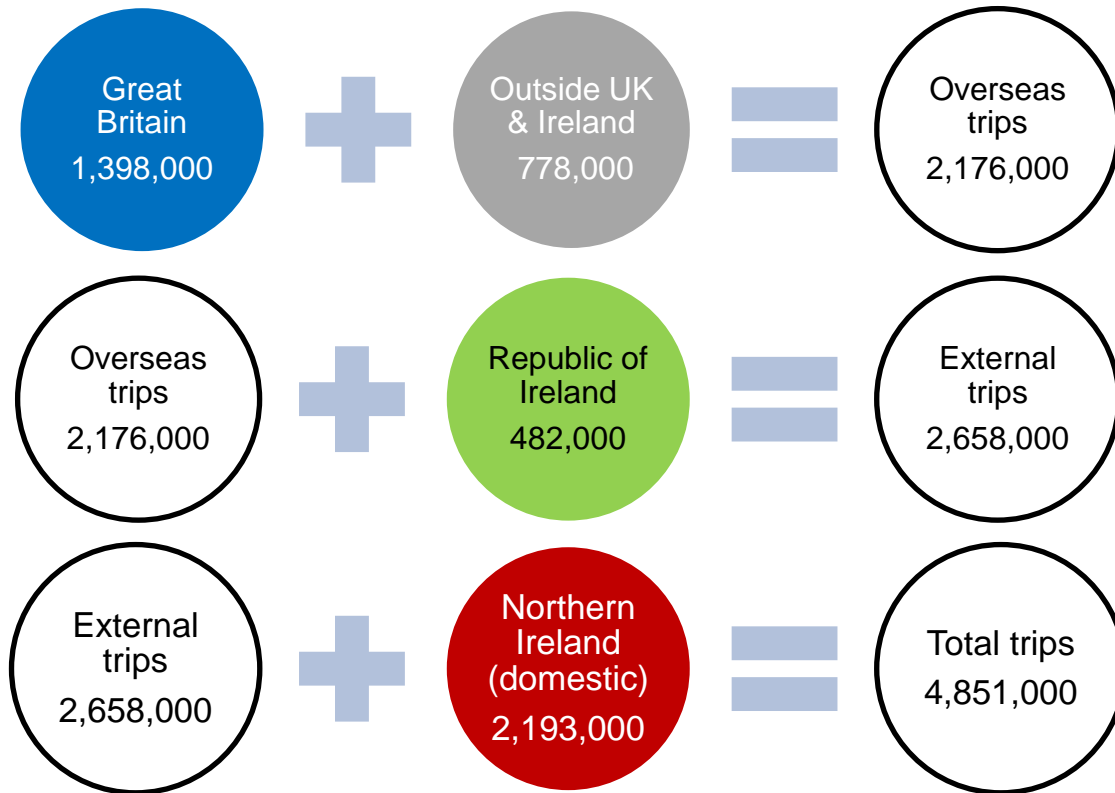 Great
Britain
1,398,000
Outside UK
& Ireland
778,000
Overseas
trips
2,176,000
Overseas
trips
2,176,000
Republic of
Ireland
482,000
External
trips
2,658,000
External
trips
2,658,000
Northern
Ireland
(domestic)
2,193,000
Total trips
4,851,000